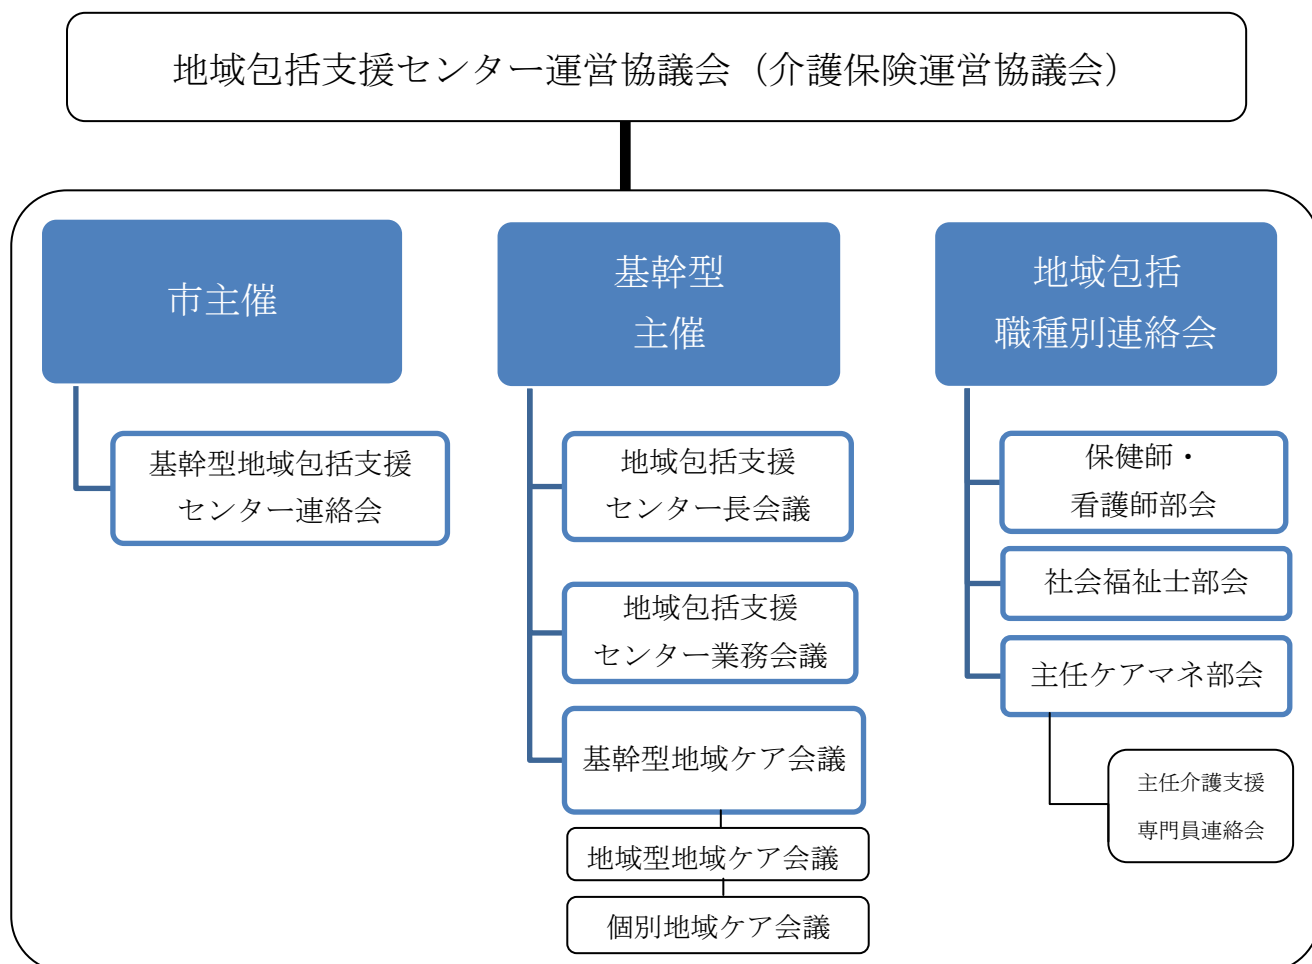 地域包括支援センター運営協議会（介護保険運営協議会）
市主催
基幹型地域包括支援
センター連絡会
基幹型
主催
地域包括支援
センター長会議
地域包括支援
センター業務会議
基幹型地域ケア会議
地域型地域ケア会議
個別地域ケア会議
地域包括
職種別連絡会
保健師・
看護師部会
社会福祉士部会
主任ケアマネ部会
主任介護支援
専門員連絡会